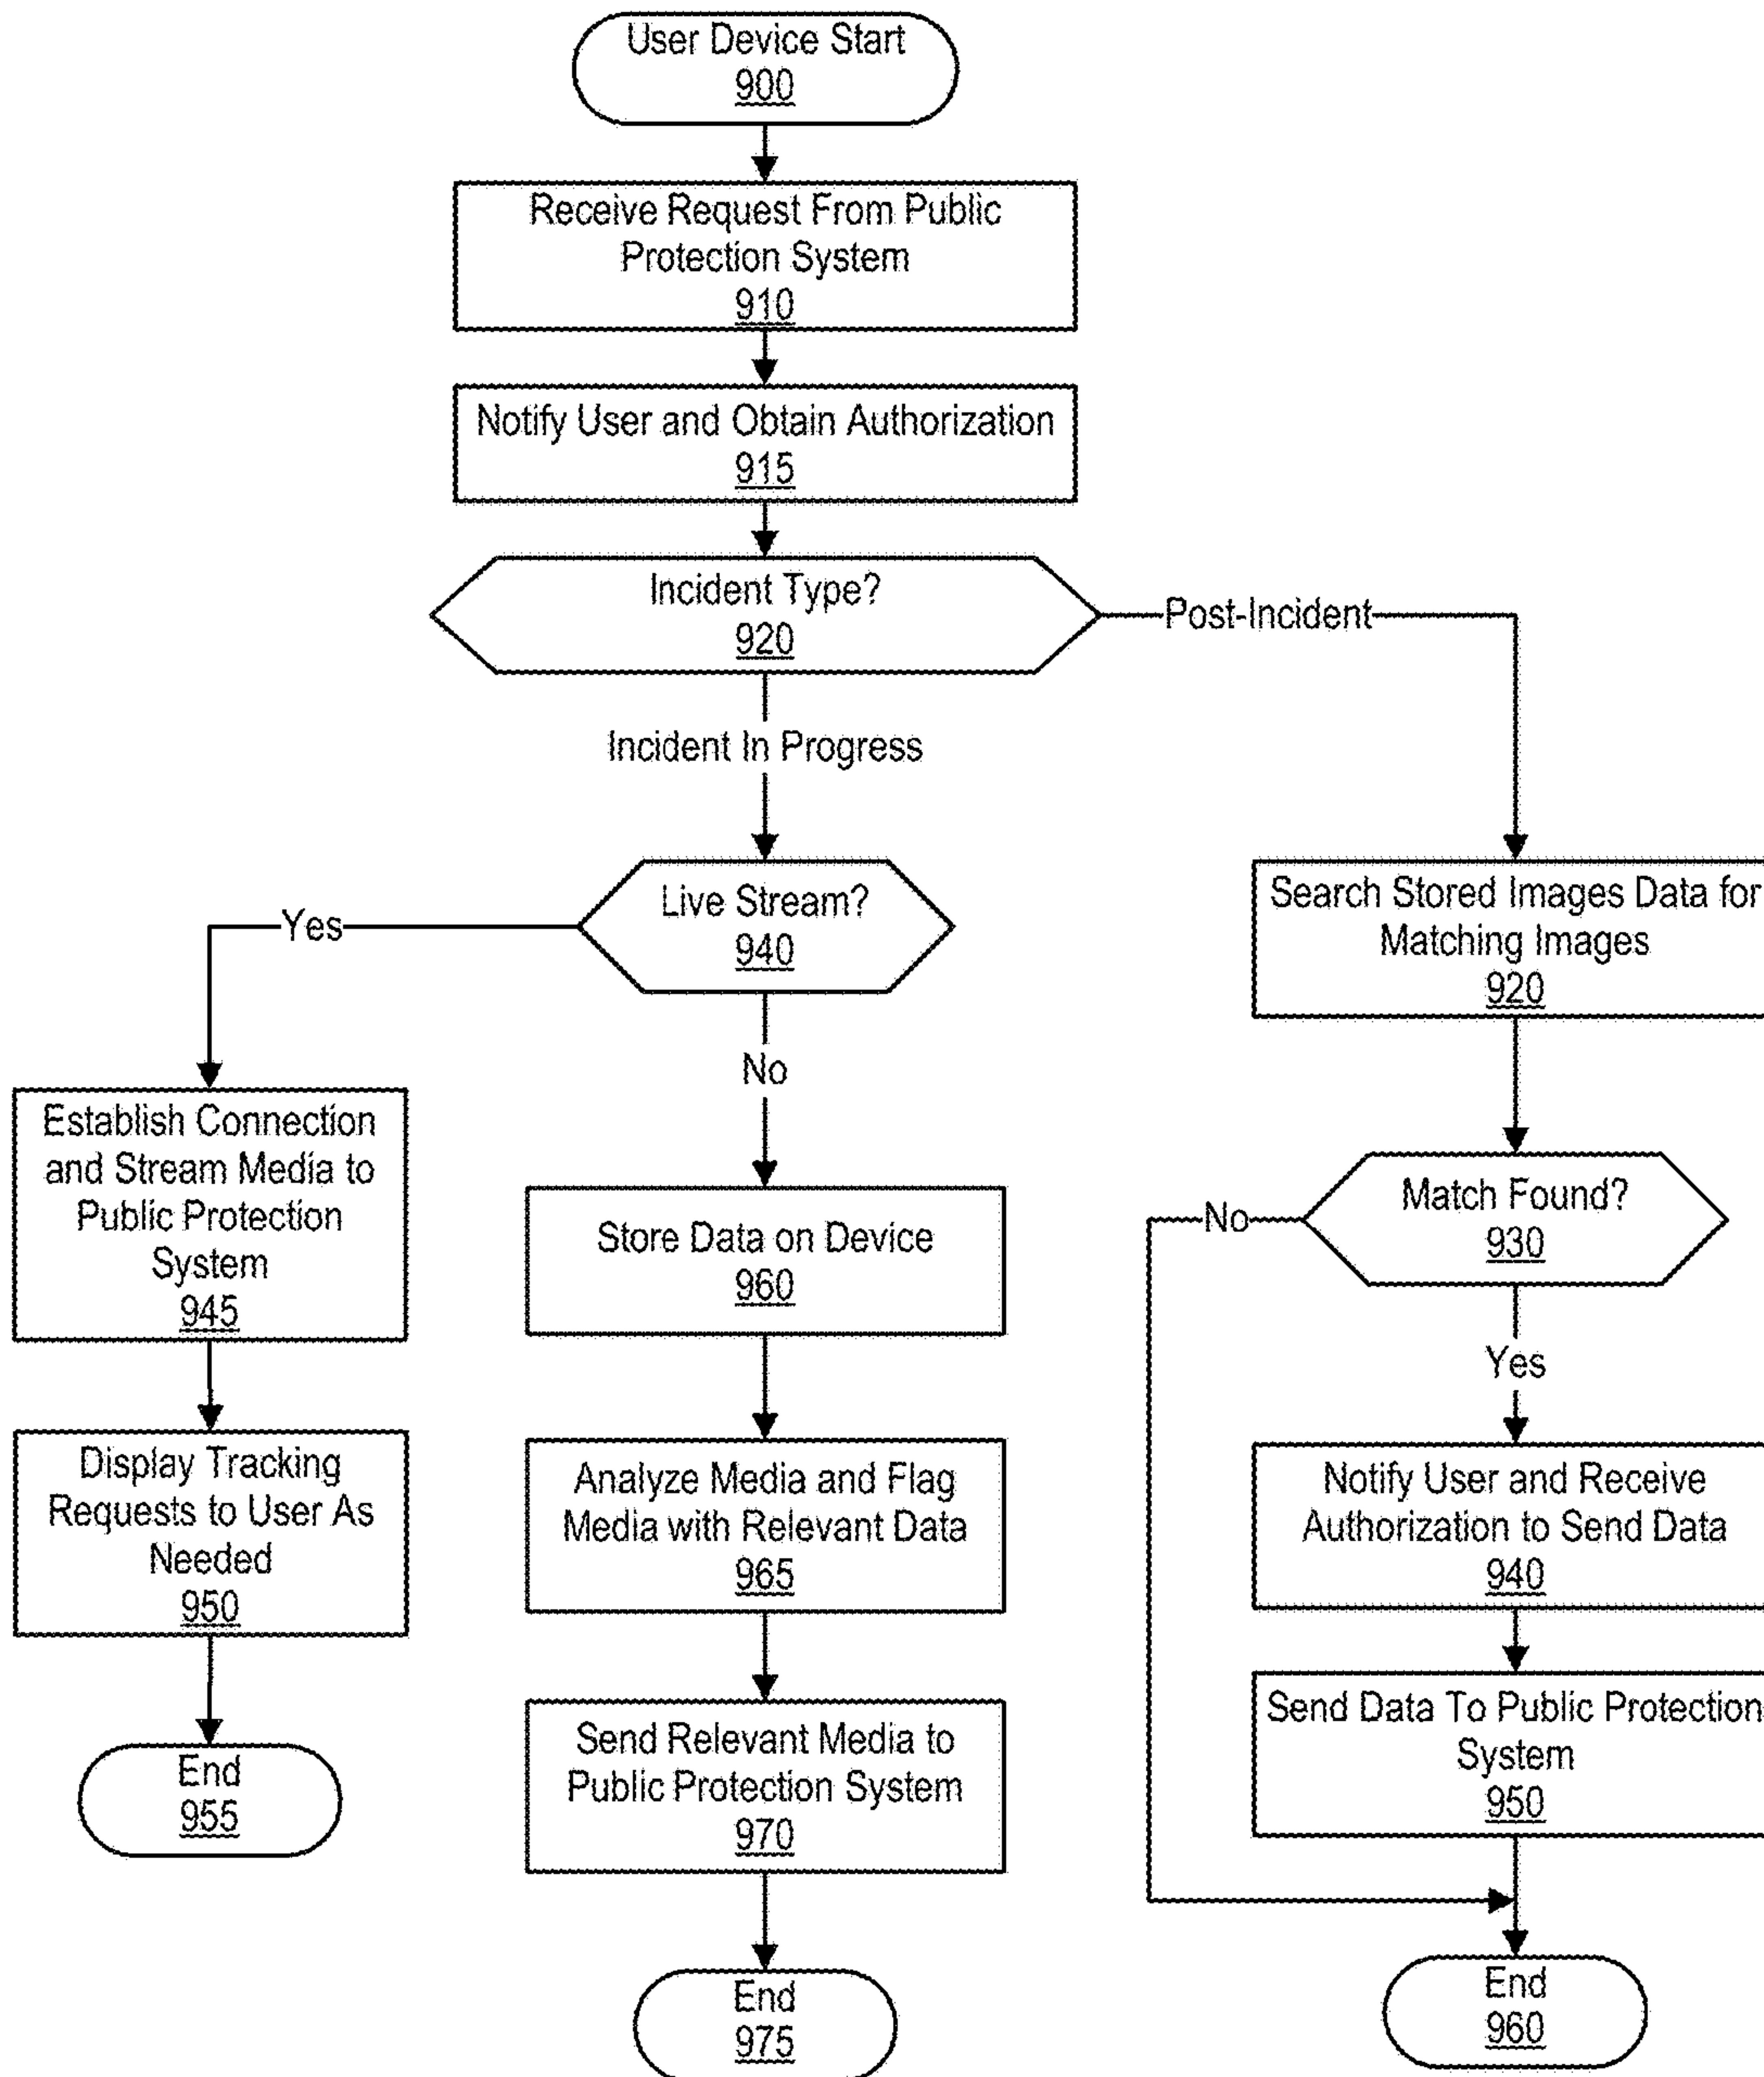 User Device Start
900
Receive Request From Public
Protection System
910
Notify User and Obtain Authorization
915
Incident Type?
920
Post-Incident
Incident In Progress
Live Stream?
940
Yes
No
Establish Connection
and Stream Media to
Public Protection
System
945
Display Tracking
Requests to User As
Needed
950
End
955
Store Data on Device
960
Analyze Media and Flag
Media with Relevant Data
965
Send Relevant Media to
Public Protection System
970
End
975
Search Stored Images Data for
Matching Images
920
Match Found?
930
No
Yes
Notify User and Receive
Authorization to Send Data
940
Send Data To Public Protection
System
950
End
960